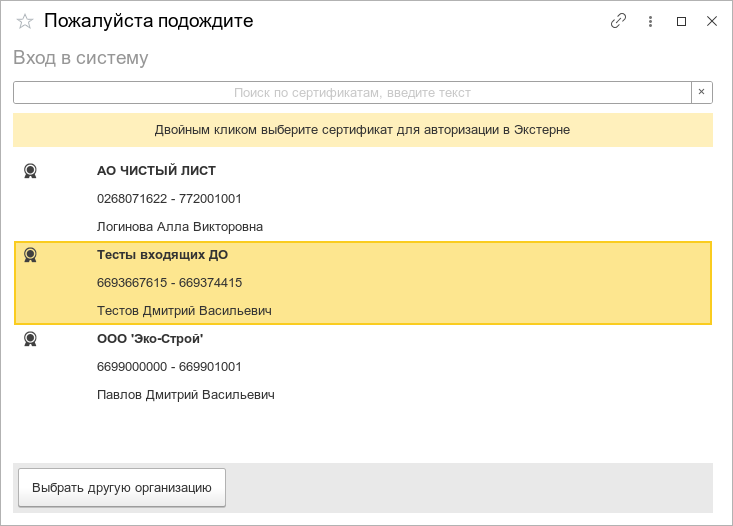 Пожалуйста подождите
Вход в систему
Поиск по сертификатам, введите текст
×
Двойным кликом выберите сертификат для авторизации в Экстерне
АО ЧИСТЫЙ ЛИСТ
0268071622 - 772001001
Логинова Алла Викторовна
Тесты входящих ДО
6693667615 - 669374415
Тестов Дмитрий Васильевич
ООО 'Эко-Строй'
6699000000 - 669901001
Павлов Дмитрий Васильевич
Выбрать другую организацию